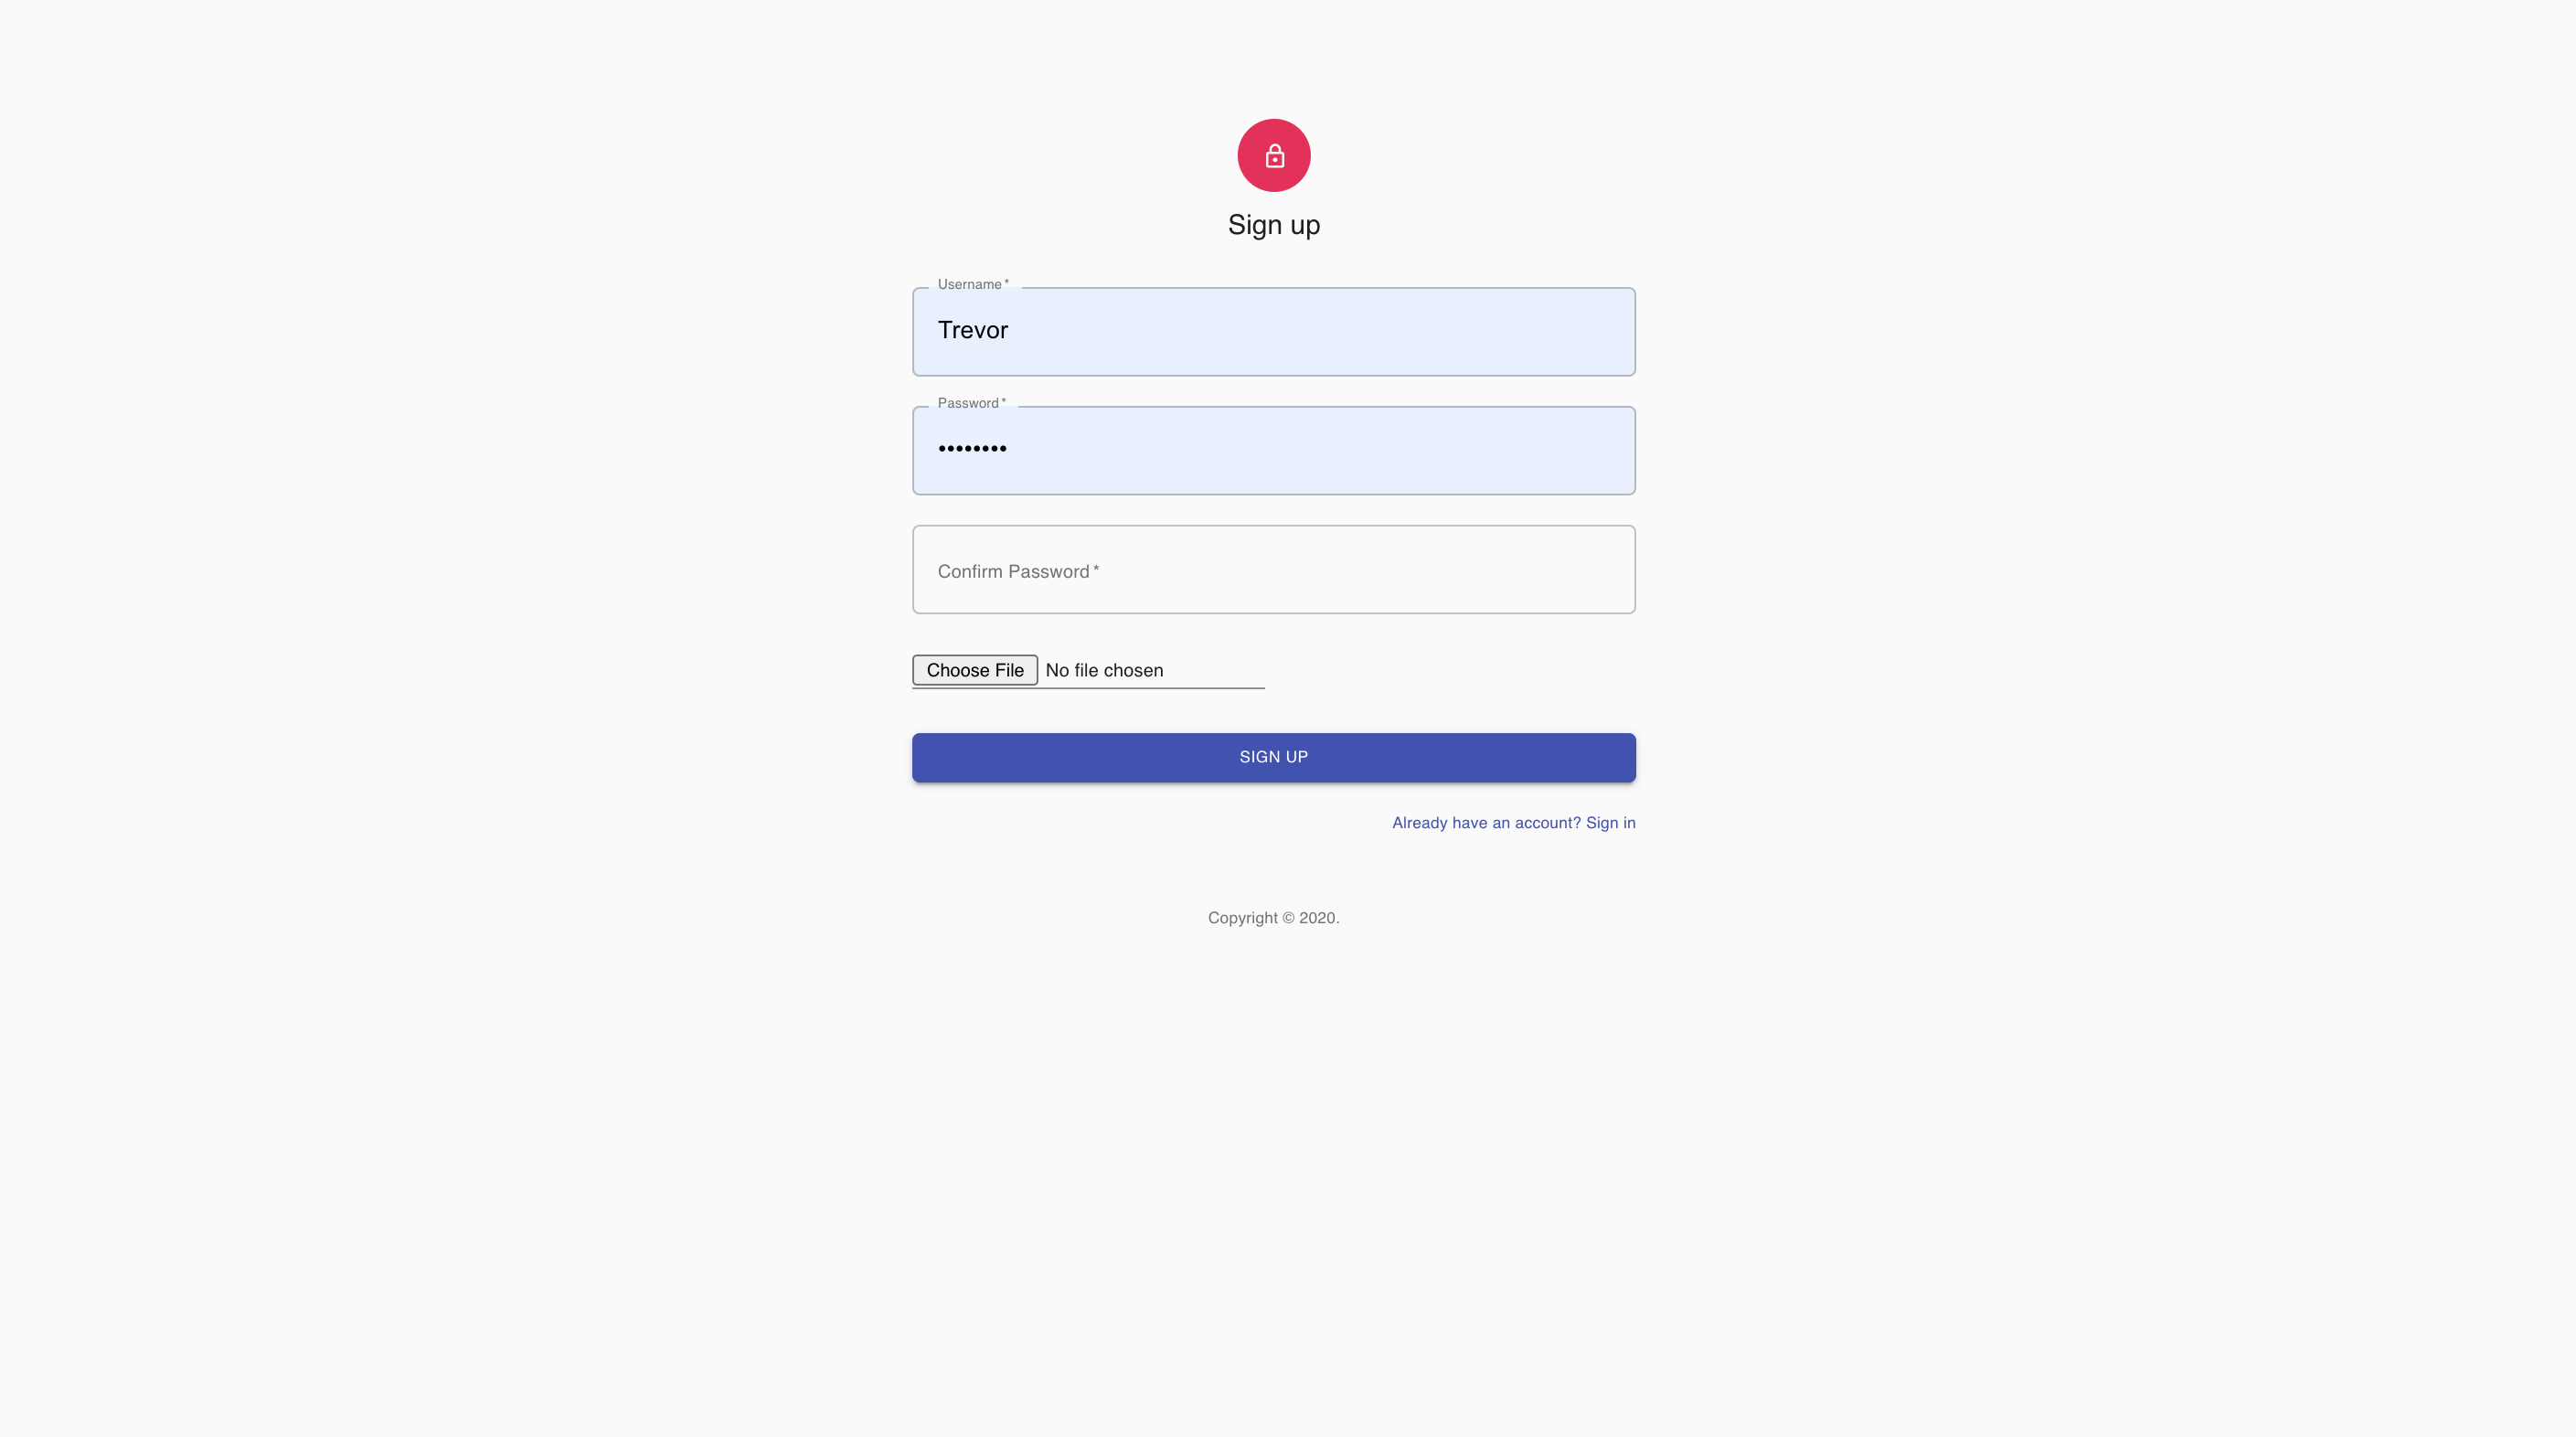 Sign up
Username *
Trevor
Password *
••••••••
Confirm Password *
Choose File No file chosen
SIGN UP
Already have an account? Sign in
Copyright © 2020.